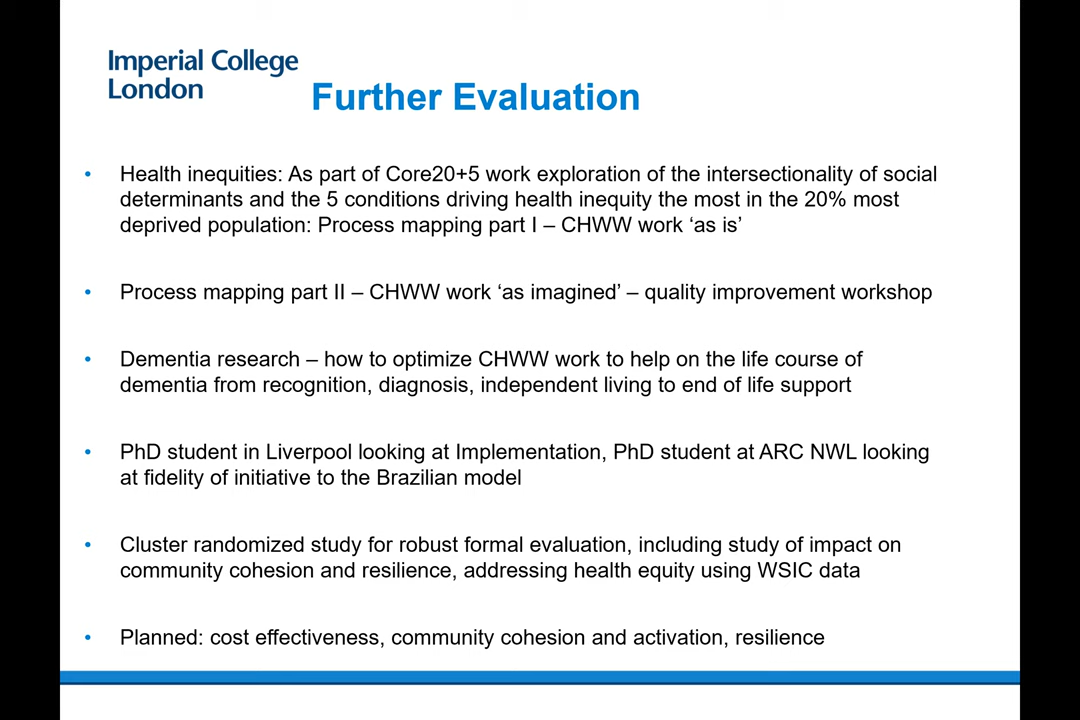 Imperial College
London
Further Evaluation
• Health inequities: As part of Core20+5 work exploration of the intersectionality of social
determinants and the 5 conditions driving health inequity the most in the 20% most
deprived population: Process mapping part I – CHWW work ‘as is’
• Process mapping part II – CHWW work ‘as imagined’ – quality improvement workshop
• Dementia research – how to optimize CHWW work to help on the life course of
dementia from recognition, diagnosis, independent living to end of life support
• PhD student in Liverpool looking at Implementation, PhD student at ARC NWL looking
at fidelity of initiative to the Brazilian model
• Cluster randomized study for robust formal evaluation, including study of impact on
community cohesion and resilience, addressing health equity using WSIC data
• Planned: cost effectiveness, community cohesion and activation, resilience